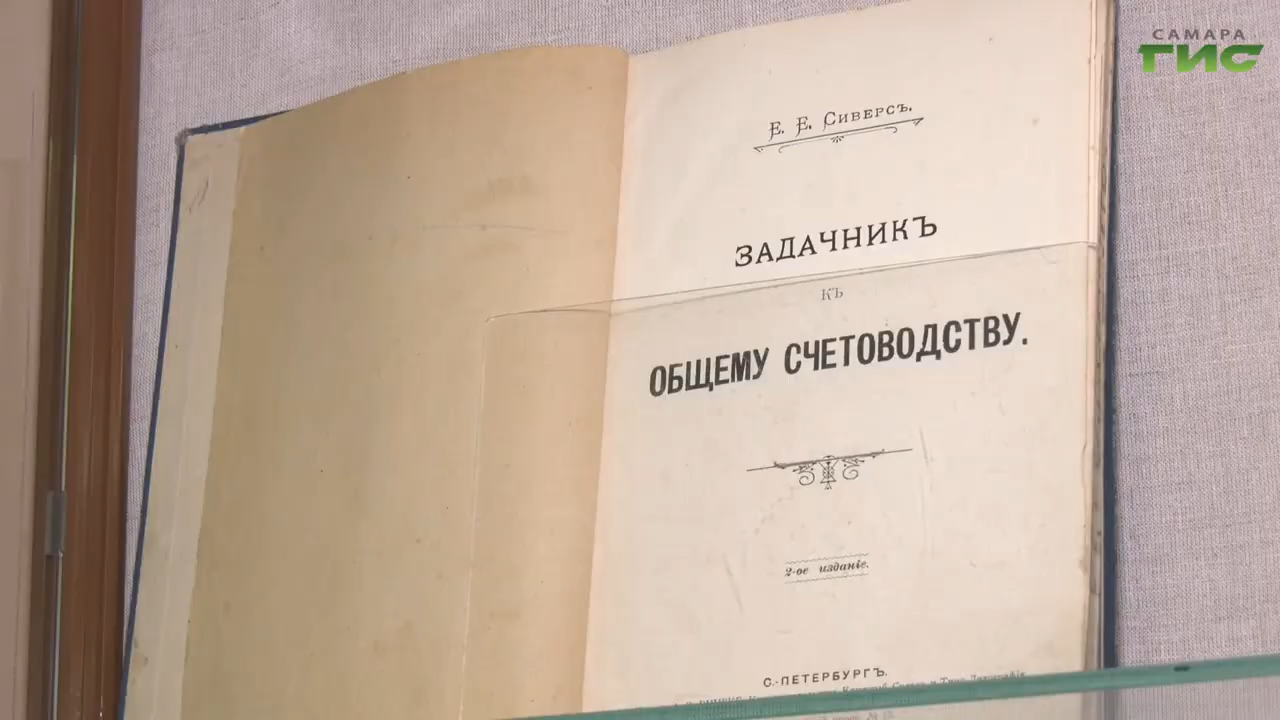 САМАРА
ГИС
Е. Е. Сиверсъ.
ЗАДАЧНИКЪ
КЪ
ОБЩЕМУ СЧЕТОВОДСТВУ.
2-ое изданіе.
С.-ПЕТЕРБУРГЪ.